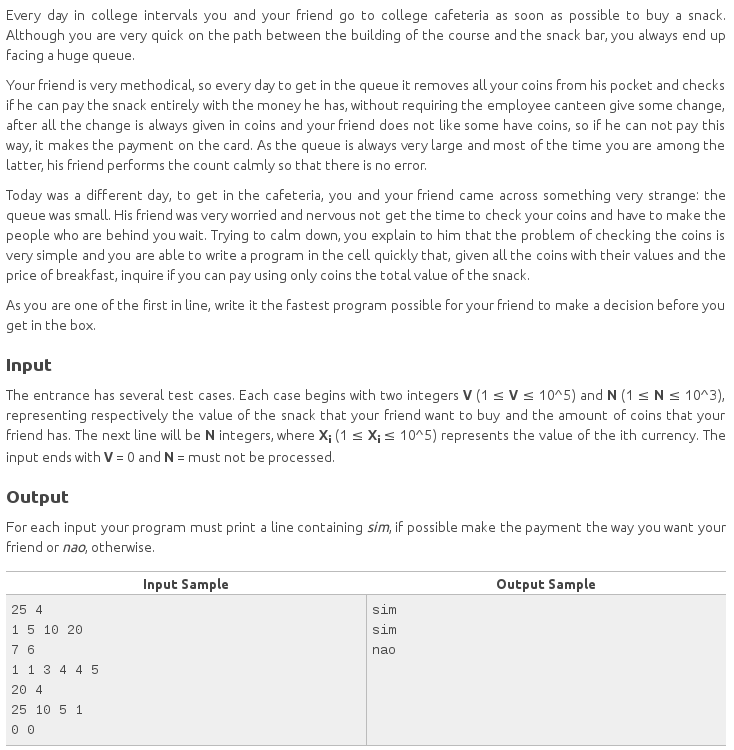 Every day in college intervals you and your friend go to college cafeteria as soon as possible to buy a snack.
Although you are very quick on the path between the building of the course and the snack bar, you always end up
facing a huge queue.
Your friend is very methodical, so every day to get in the queue it removes all your coins from his pocket and checks
if he can pay the snack entirely with the money he has, without requiring the employee canteen give some change,
after all the change is always given in coins and your friend does not like some have coins, so if he can not pay this
way, it makes the payment on the card. As the queue is always very large and most of the time you are among the
latter, his friend performs the count calmly so that there is no error.
Today was a different day, to get in the cafeteria, you and your friend came across something very strange: the
queue was small. His friend was very worried and nervous not get the time to check your coins and have to make the
people who are behind you wait. Trying to calm down, you explain to him that the problem of checking the coins is
very simple and you are able to write a program in the cell quickly that, given all the coins with their values and the
price of breakfast, inquire if you can pay using only coins the total value of the snack.
As you are one of the first in line, write it the fastest program possible for your friend to make a decision before you
get in the box.
Input
The entrance has several test cases. Each case begins with two integers V (1 ≤ V ≤ 10^5) and N (1 ≤ N ≤ 10^3),
representing respectively the value of the snack that your friend want to buy and the amount of coins that your
friend has. The next line will be N integers, where Xi (1 ≤ Xi ≤ 10^5) represents the value of the ith currency. The
input ends with V = 0 and N = must not be processed.
Output
For each input your program must print a line containing sim, if possible make the payment the way you want your
friend or nao, otherwise.
Input Sample
Output Sample
25 4
1 5 10 20
7 6
1 1 3 4 4 5
20 4
25 10 5 1
0 0
sim
sim
nao